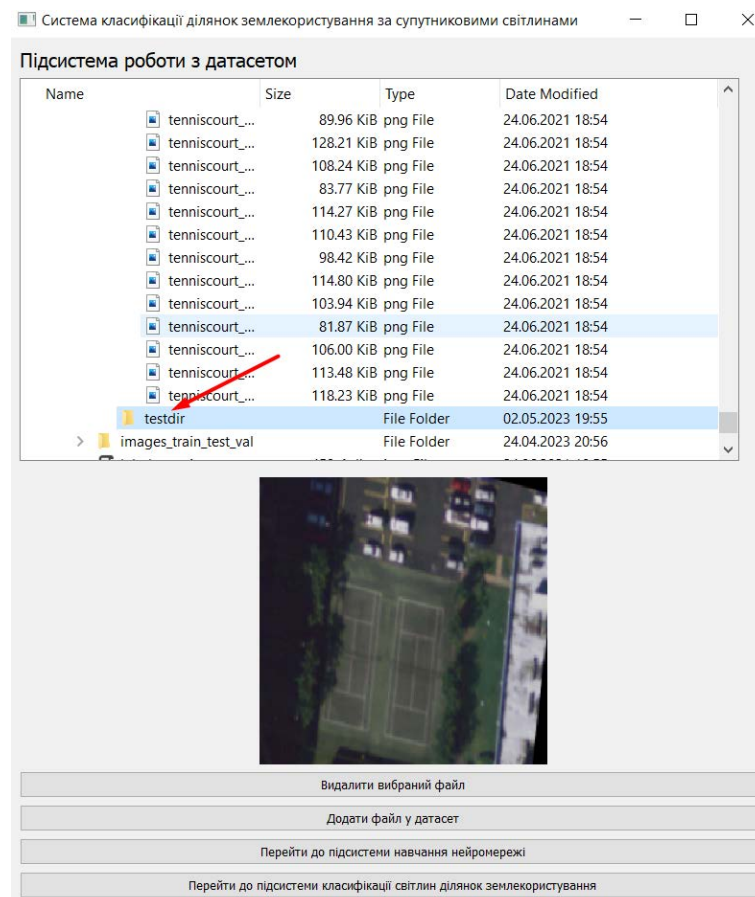 Система класифікації ділянок землекористування за супутниковими світлинами
Підсистема роботи з датасетом
Name Size Type Date Modified
tenniscourt_... 89.96 KiB png File 24.06.2021 18:54
tenniscourt_... 128.21 KiB png File 24.06.2021 18:54
tenniscourt_... 108.24 KiB png File 24.06.2021 18:54
tenniscourt_... 83.77 KiB png File 24.06.2021 18:54
tenniscourt_... 114.27 KiB png File 24.06.2021 18:54
tenniscourt_... 110.43 KiB png File 24.06.2021 18:54
tenniscourt_... 98.42 KiB png File 24.06.2021 18:54
tenniscourt_... 114.80 KiB png File 24.06.2021 18:54
tenniscourt_... 103.94 KiB png File 24.06.2021 18:54
tenniscourt_... 81.87 KiB png File 24.06.2021 18:54
tenniscourt_... 106.00 KiB png File 24.06.2021 18:54
tenniscourt_... 113.48 KiB png File 24.06.2021 18:54
tenniscourt_... 118.23 KiB png File 24.06.2021 18:54
testdir File Folder 02.05.2023 19:55
images_train_test_val File Folder 24.04.2023 20:56
Видалити вибраний файл
Додати файл у датасет
Перейти до підсистеми навчання нейромережі
Перейти до підсистеми класифікації світлин ділянок землекористування